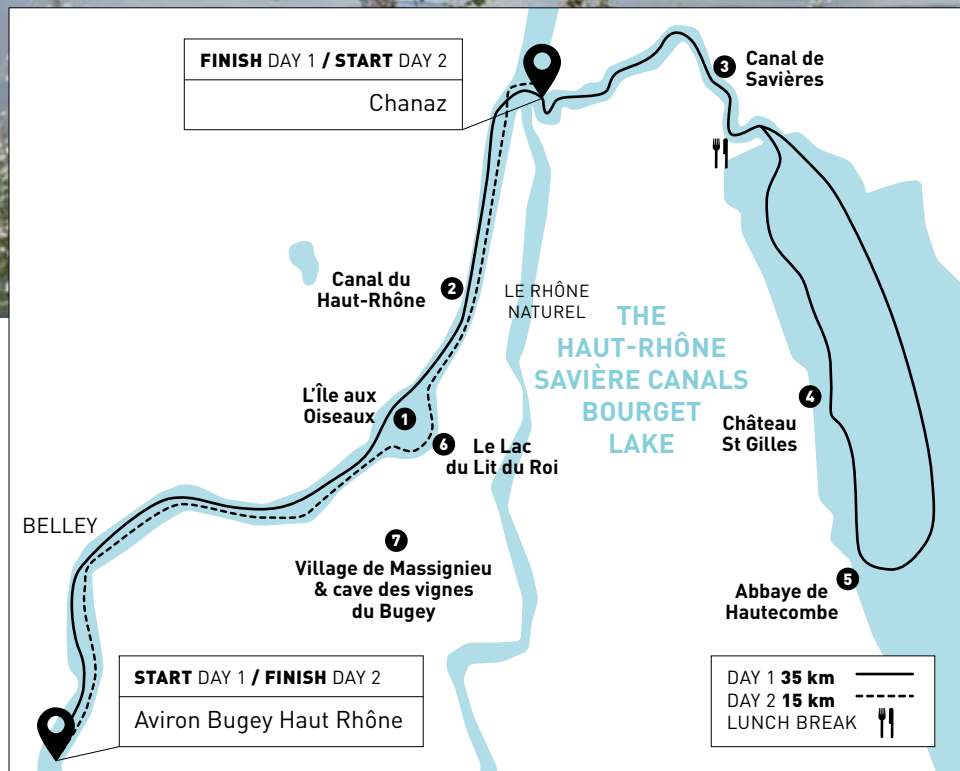 FINISH DAY 1 / START DAY 2
Chanaz
3
Canal de
Savières
Canal du
Haut-Rhône
2
LE RHÔNE
NATUREL
THE
HAUT-RHÔNE
SAVIÈRE CANALS
BOURGET
LAKE
L'Île aux
Oiseaux
1
4
Château
St Gilles
6
Le Lac
du Lit du Roi
BELLEY
7
Village de Massignieu
& cave des vignes
du Bugey
5
Abbaye de
Hautecombe
START DAY 1 / FINISH DAY 2
Aviron Bugey Haut Rhône
DAY 1 35 km
DAY 2 15 km
LUNCH BREAK